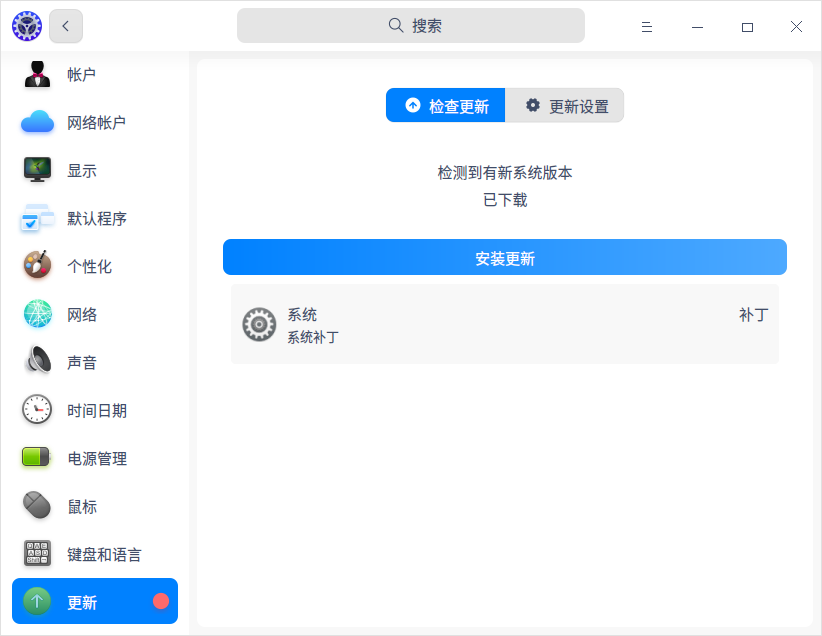 搜索
帐户
网络帐户
显示
默认程序
个性化
网络
声音
时间日期
电源管理
鼠标
键盘和语言
更新
检查更新
更新设置
检测到有新系统版本
已下载
安装更新
系统
补丁
系统补丁